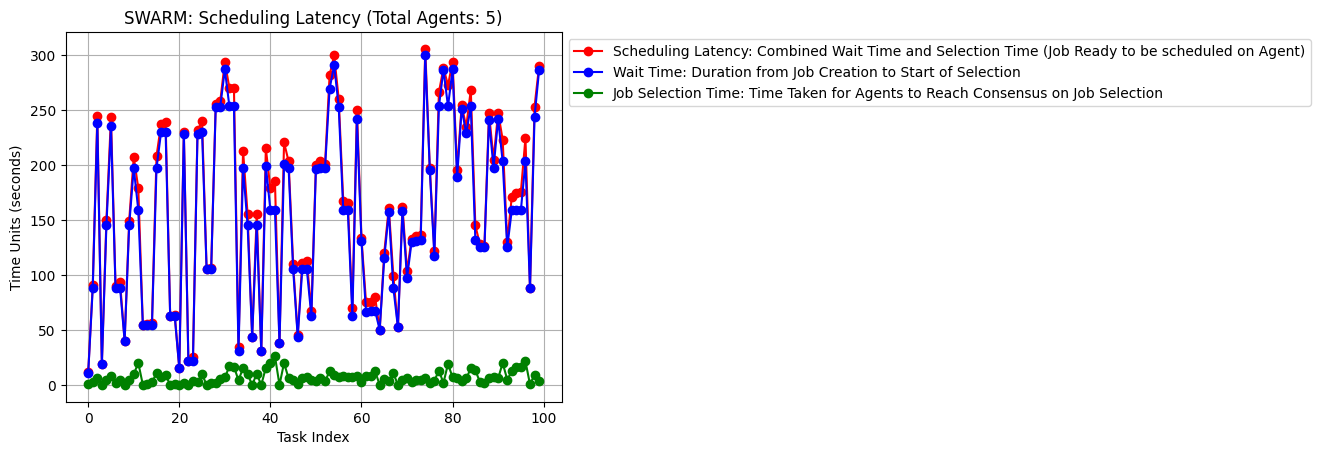 SWARM: Scheduling Latency (Total Agents: 5)
Time Units (seconds)
300
250
200
150
100
50
0
0 20 40 60 80 100
Task Index
Scheduling Latency: Combined Wait Time and Selection Time (Job Ready to be scheduled on Agent)
Wait Time: Duration from Job Creation to Start of Selection
Job Selection Time: Time Taken for Agents to Reach Consensus on Job Selection